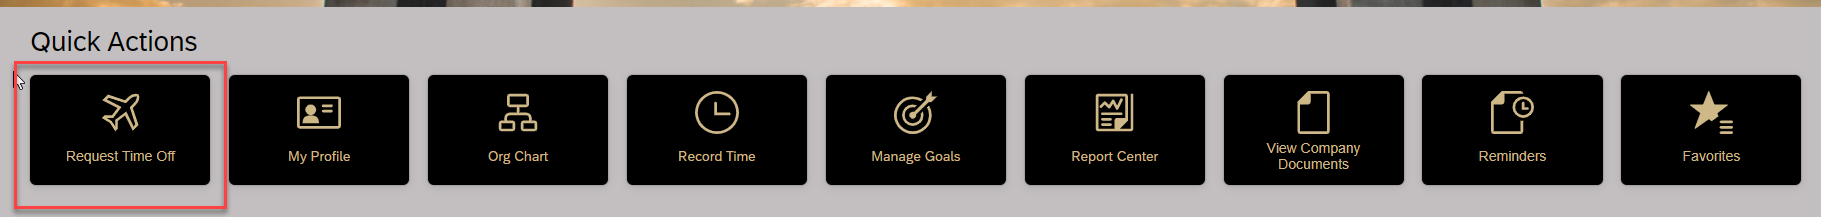 Quick Actions
Request Time Off
My Profile
Org Chart
Record Time
Manage Goals
Report Center
View Company
Documents
Reminders
Favorites